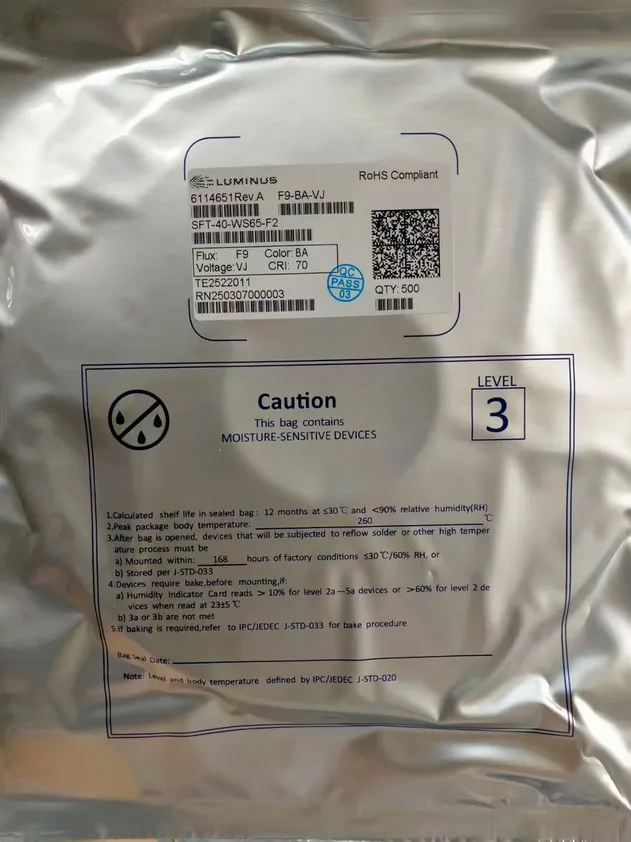 LUMINUS
RoHS Compliant
6114651Rev.A F9-BA-VJ
SFT-40-WS65-F2
Flux: F9 Color: BA
Voltage: VJ CRI: 70
TE2522011
RN250307000003
QC
PASS
03
QTY: 500
LEVEL
3
Caution
This bag contains
MOISTURE-SENSITIVE DEVICES
1.Calculated shelf life in sealed bag: 12 months at ≤30℃ and <90% relative humidity(RH)
2.Peak package body temperature: 260 ℃
3.After bag is opened, devices that will be subjected to reflow solder or other high temper
ature process must be
a) Mounted within: 168 hours of factory conditions ≤30℃/60% RH, or
b) Stored per J-STD-033
4.Devices require bake,before mounting,if:
a) Humidity Indicator Card reads >10% for level 2a—5a devices or >60% for level 2 de
vices when read at 23±5℃
b) 3a or 3b are not met
5.If baking is required,refer to IPC/JEDEC J-STD-033 for bake procedure
Bag Seal Date:
Note: Level and body temperature defined by IPC/JEDEC J-STD-020